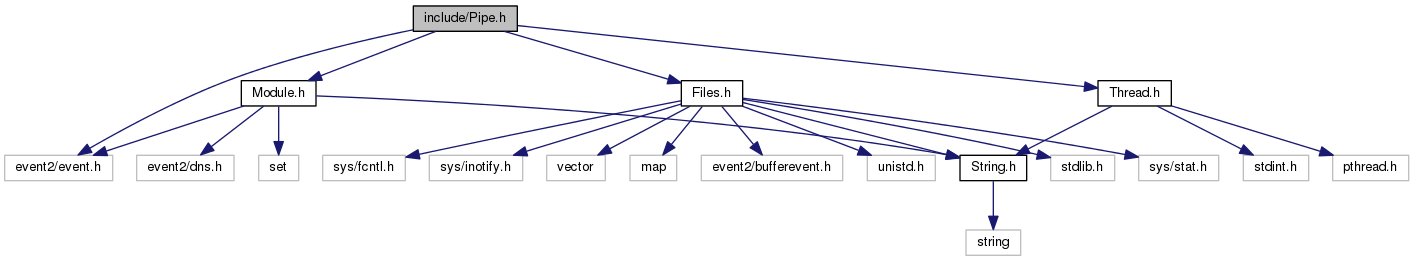 include/Pipe.h
Module.h
Files.h
Thread.h
event2/event.h
event2/dns.h
set
sys/fcntl.h
sys/inotify.h
vector
map
event2/bufferevent.h
unistd.h
String.h
stdlib.h
sys/stat.h
stdint.h
pthread.h
string